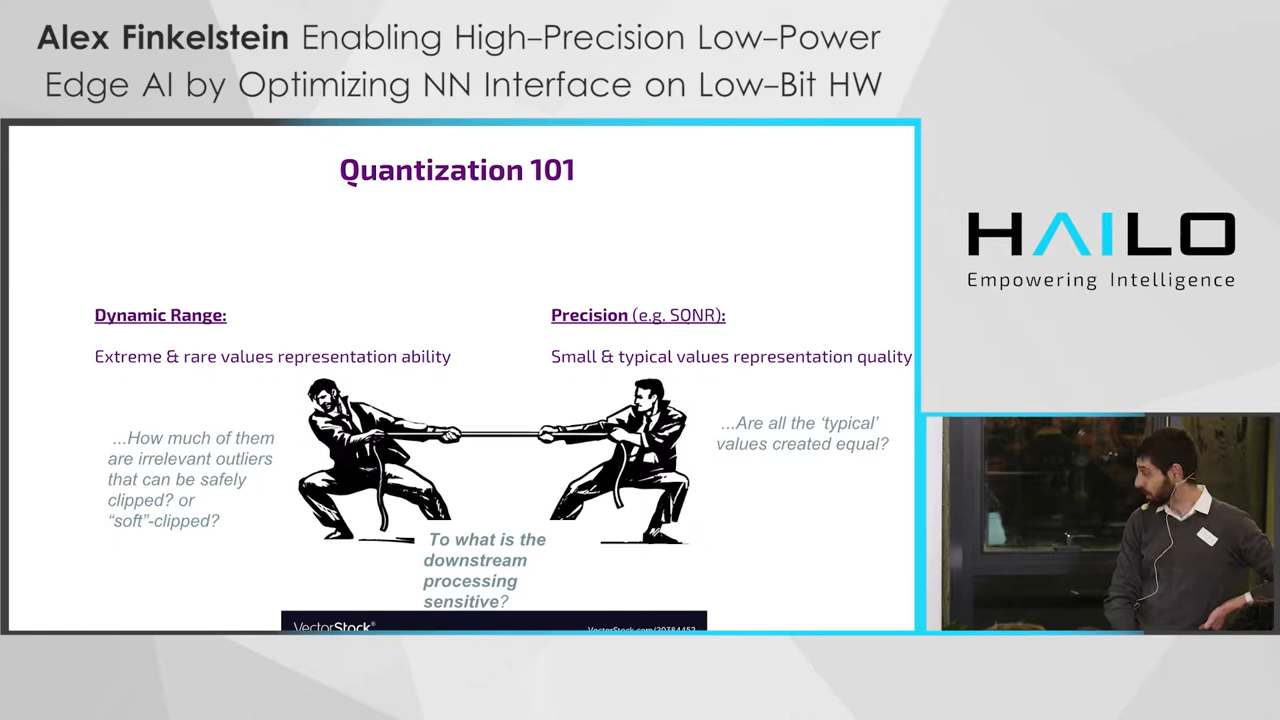 Alex Finkelstein Enabling High-Precision Low-Power
Edge AI by Optimizing NN Interface on Low-Bit HW
Quantization 101
HAILO
Empowering Intelligence
Dynamic Range:
Extreme & rare values representation ability
Precision (e.g. SQNR):
Small & typical values representation quality
...How much of them
are irrelevant outliers
that can be safely
clipped? or
“soft”-clipped?
...Are all the ‘typical’
values created equal?
To what is the
downstream
processing
sensitive?
VectorStock®
VectorStock.com/20384452